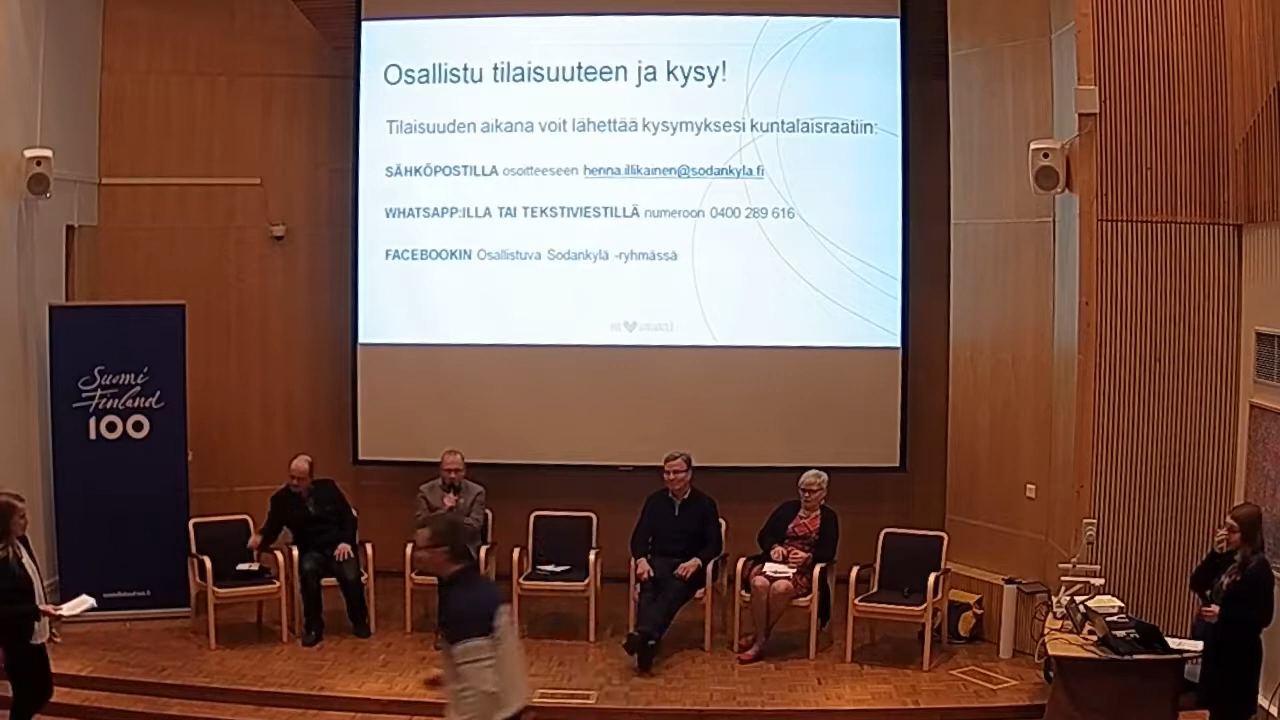 Osallistu tilaisuuteen ja kysy!
Tilaisuuden aikana voit lähettää kysymyksesi kuntalaisraatiin:
SÄHKÖPOSTILLA osoitteeseen henna.illikainen@sodankyla.fi
WHATSAPP:ILLA TAI TEKSTIVIESTILLÄ numeroon 0400 289 616
FACEBOOKIN Osallistuva Sodankylä -ryhmässä
Suomi
Finland
100